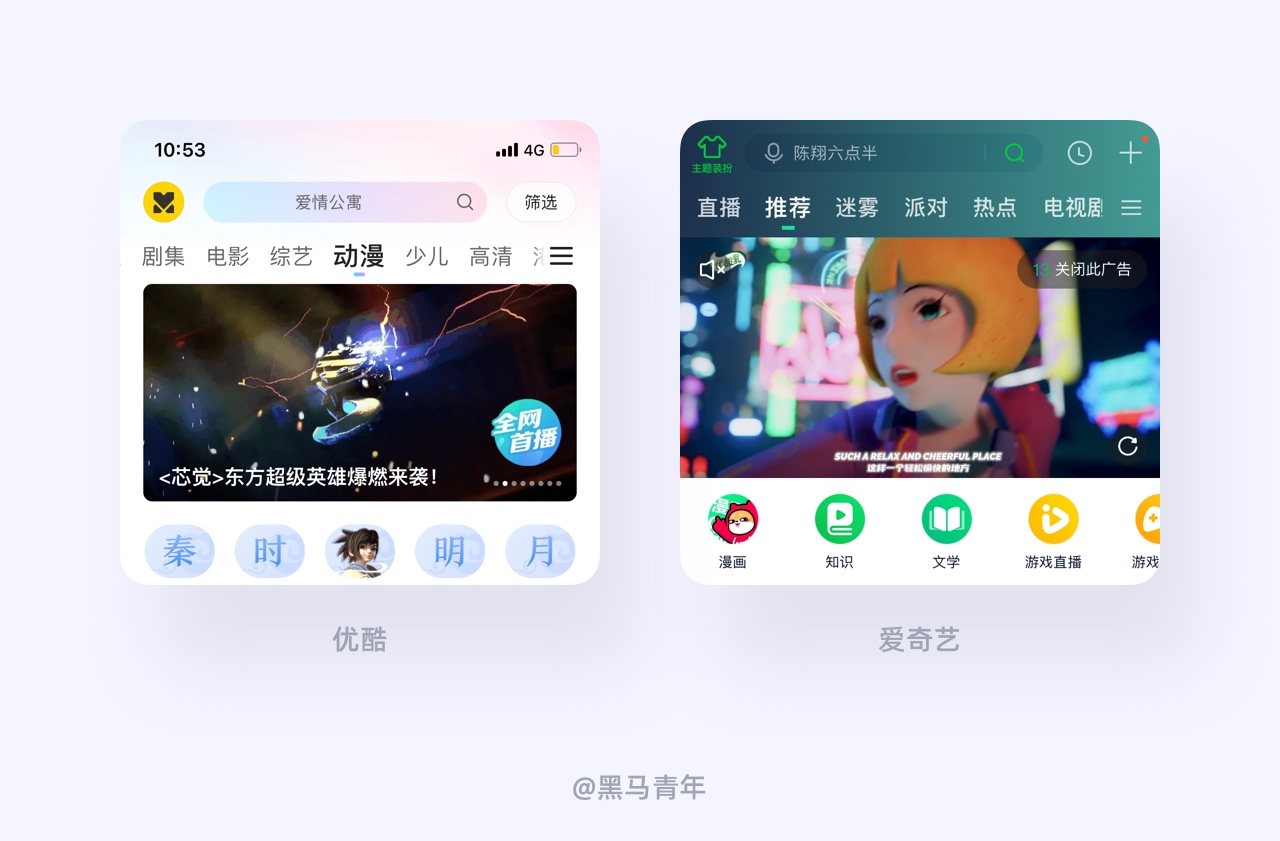 10:53
4G
爱情公寓
筛选
剧集 电影 综艺 动漫 少儿 高清
全网
首播
<芯觉>东方超级英雄爆燃来袭!
秦 时 明 月
优酷
主题装扮
陈翔六点半
直播 推荐 迷雾 派对 热点 电视剧
13 关闭此广告
SUCH A RELAX AND CHEERFUL PLACE
这样一个轻松愉快的地方
漫
漫画 知识 文学 游戏直播 游戏
爱奇艺
@黑马青年